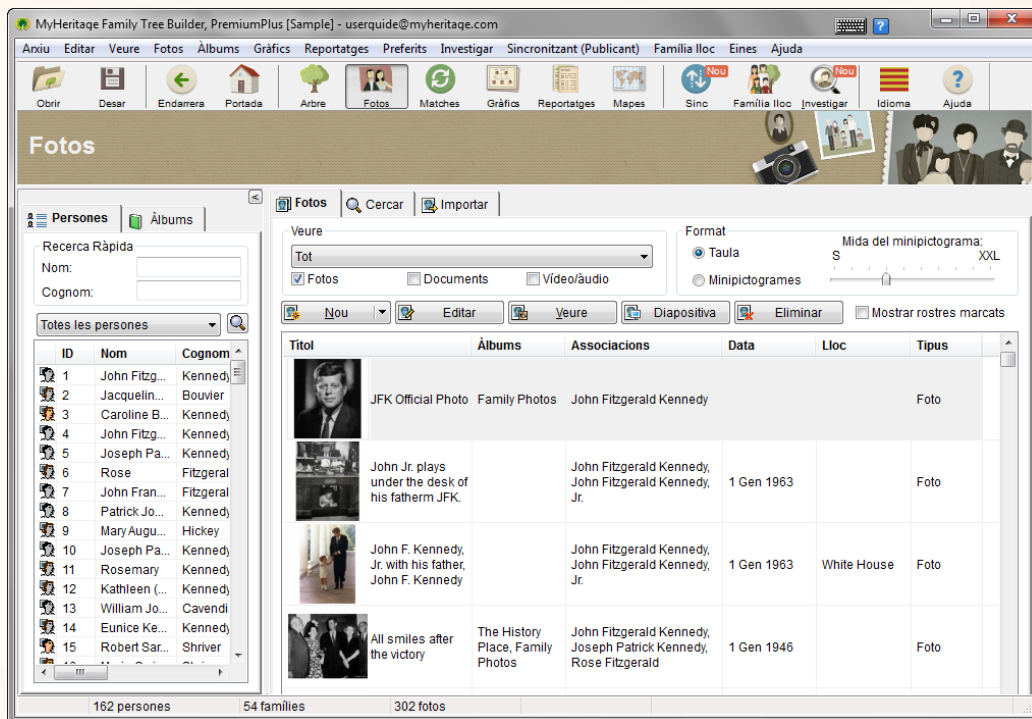 MyHeritage Family Tree Builder, PremiumPlus [Sample] - userguide@myheritage.com
Anxiu Editar Veure Fotos Àlbums Gràfics Reportatges Preferits Investigar Sincronitzant (Publicant) Família lloc Eines Ajuda
Nou Nou
Obrir Desar Endarrera Portada Arbre Fotos Matches Gràfics Reportatges Mapes Sinc Família lloc Investigar Idioma Ajuda
Fotos
Persones Àlbums
Recerca Ràpida
Nom:
Cognom:
Totes les persones
ID Nom Cognom
1 John Fitzg... Kennedy
2 Jacquelin... Bouvier
3 Caroline B... Kennedy
4 John Fitzg... Kennedy
5 Joseph Pa... Kennedy
6 Rose Fitzgeral
7 John Fran... Fitzgeral
8 Patrick Jo... Kennedy
9 Mary Augu... Hickey
10 Joseph Pa... Kennedy
11 Rosemary Kennedy
12 Kathleen (... Kennedy
13 William Jo... Cavendi
14 Eunice Ke... Kennedy
15 Robert Sar... Shriver
Fotos Cercar Importar
Veure
Tot
Fotos Documents Vídeo/àudio
Format
Taula
Minipictogrames
Mida del minipictograma:
S XXL
Nou Editar Veure Diapositiva Eliminar Mostrar rostres marcats
Títol Àlbums Associacions Data Lloc Tipus
JFK Official Photo Family Photos John Fitzgerald Kennedy Foto
John Jr. plays
under the desk of
his fatherm JFK.
John Fitzgerald Kennedy,
John Fitzgerald Kennedy,
Jr.
1 Gen 1963
Foto
John F. Kennedy,
Jr. with his father,
John F. Kennedy
John Fitzgerald Kennedy,
John Fitzgerald Kennedy,
Jr.
1 Gen 1963
White House
Foto
All smiles after
the victory
The History
Place, Family
Photos
John Fitzgerald Kennedy,
Joseph Patrick Kennedy,
Rose Fitzgerald
1 Gen 1946
Foto
162 persones 54 famílies 302 fotos